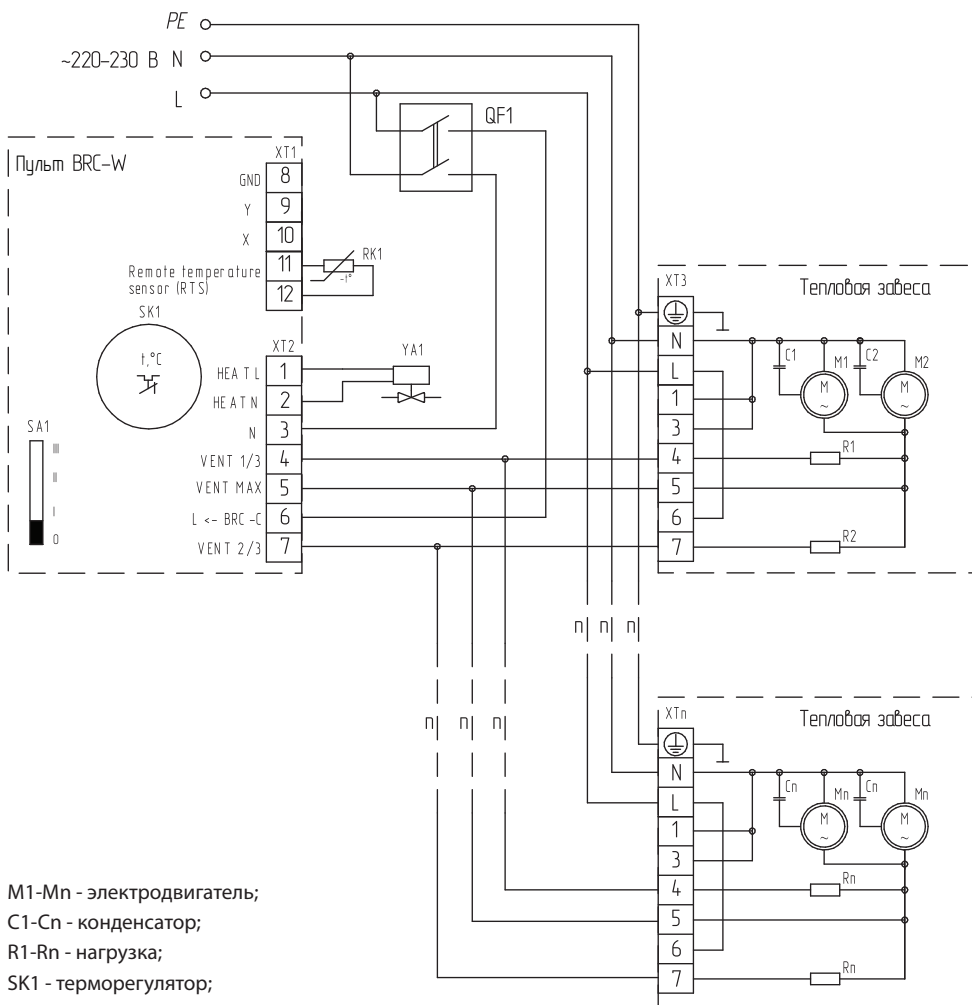 PE
~220-230 В N
L
QF1
Пульт BRC-W
XT1
GND 8
Y 9
X 10
Remote temperature
sensor (RTS)
11
12
RK1
-t°
SK1
t,°C
XT2
HEAT L 1
HEAT N 2
N 3
VENT 1/3 4
VENT MAX 5
L <- BRC-C 6
VENT 2/3 7
YA1
SA1
III
II
I
0
XT3
Тепловая завеса
N
L
1
3
4
5
6
7
C1
M1
C2
M2
M
~
M
~
R1
R2
п
п
п
п
п
п
XTn
Тепловая завеса
N
L
1
3
4
5
6
7
Cn
Mn
Cn
Mn
M
~
M
~
Rn
Rn
M1-Mn - электродвигатель;
C1-Cn - конденсатор;
R1-Rn - нагрузка;
SK1 - терморегулятор;